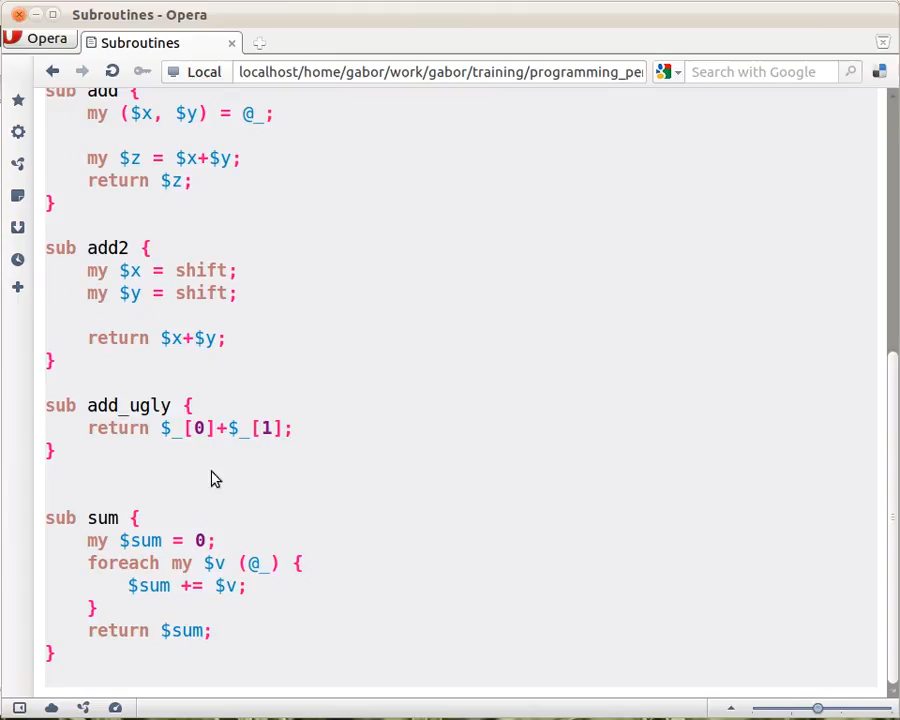 Subroutines - Opera
Opera
Subroutines
Local
localhost/home/gabor/work/gabor/training/programming_pe
Search with Google
sub add {
my ($x, $y) = @_;
my $z = $x+$y;
return $z;
}
sub add2 {
my $x = shift;
my $y = shift;
return $x+$y;
}
sub add_ugly {
return $_[0]+$_[1];
}
sub sum {
my $sum = 0;
foreach my $v (@_) {
$sum += $v;
}
return $sum;
}